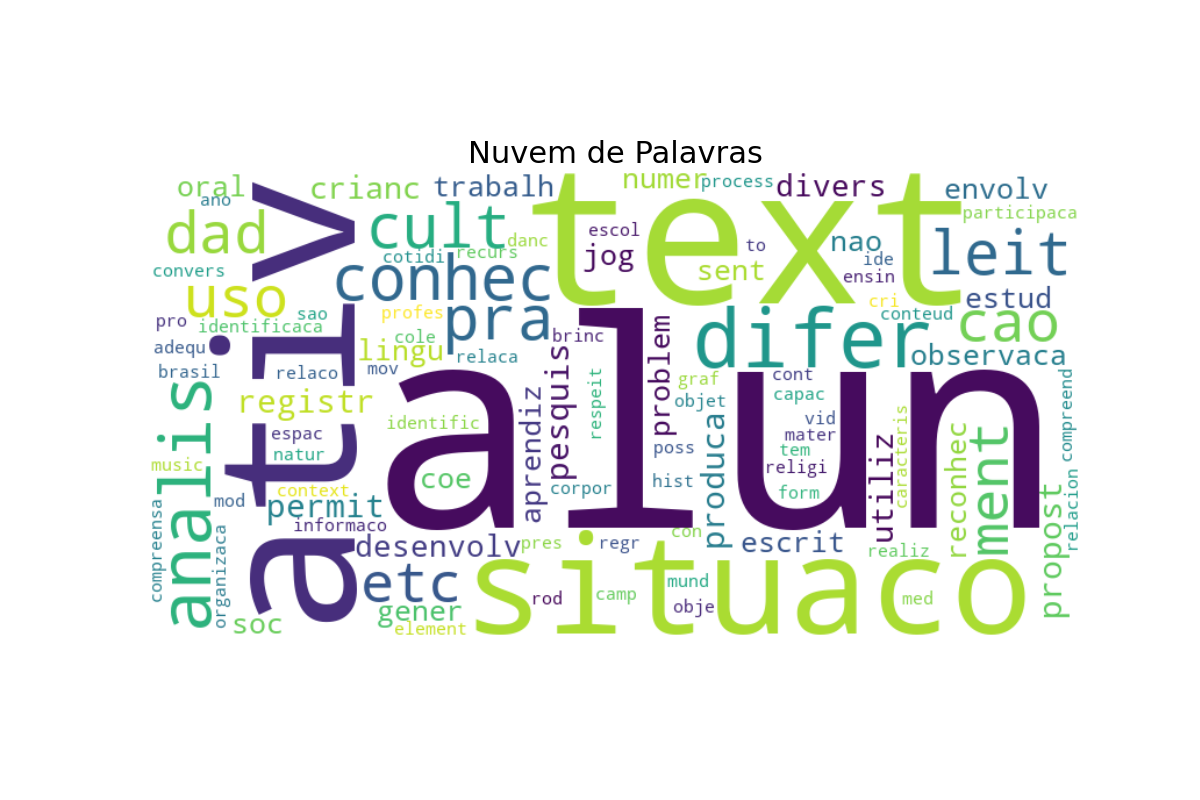 Nuvem de Palavras
oral
ano
crianc
trabalh
numer
process
divers
envolv
participaca
dad
cult
danc
escol
text
to
nao
leit
convers
cotidi
recurs
jog
sent
ide
ensin
uso
conhec
cri
estud
pro
sao
identificaca
profes
pra
difer
conteud
cao
adequ
cole
lingu
relaca
brinc
observaca
brasil
relaco
mov
registr
ativ
alun
graf
objet
cont
capac
espac
natur
identific
respeit
problem
pesquis
aprendiz
vid
mater
tem
religi
form
caracteris
compreend
music
analis
mod
context
permit
coe
corpor
poss
hist
produca
utiliz
reconhec
ment
relacion
propost
compreensa
organizaca
informaco
desenvolv
pres
regr
con
escrit
realiz
etc
situaco
mund
soc
gener
element
rod
camp
obje
med